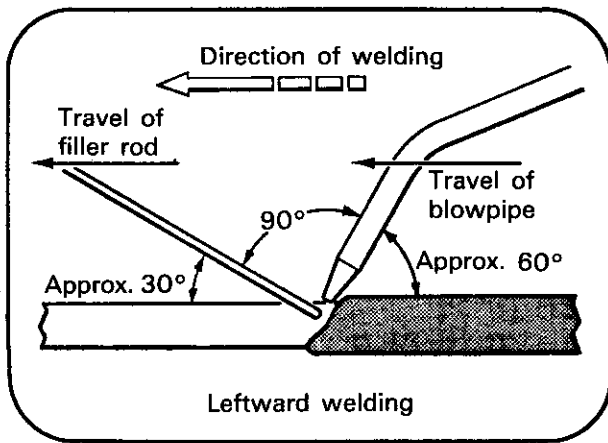 Direction of welding
Travel of
filler rod
Travel of
blowpipe
90°
Approx. 30°
Approx. 60°
Leftward welding